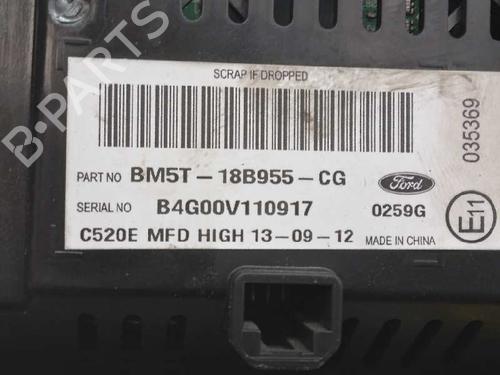 SCRAP IF DROPPED
PART NO BM5T-18B955-CG
Ford
SERIAL NO B4G00V110917
0259G
C520E MFD HIGH 13-09-12
MADE IN CHINA
035369
E11
B PARTS